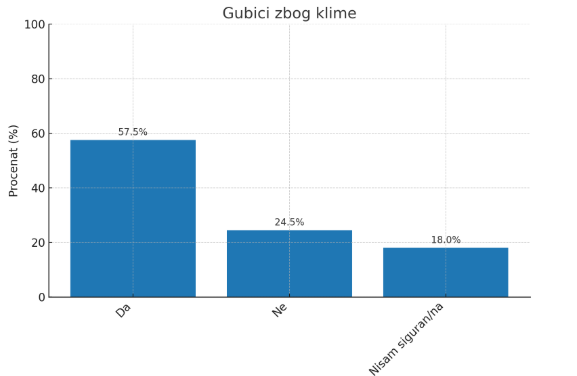 Gubici zbog klime
Procenat (%)
100
80
60
40
20
0
57.5%
24.5%
18.0%
Da
Ne
Nisam siguran/na